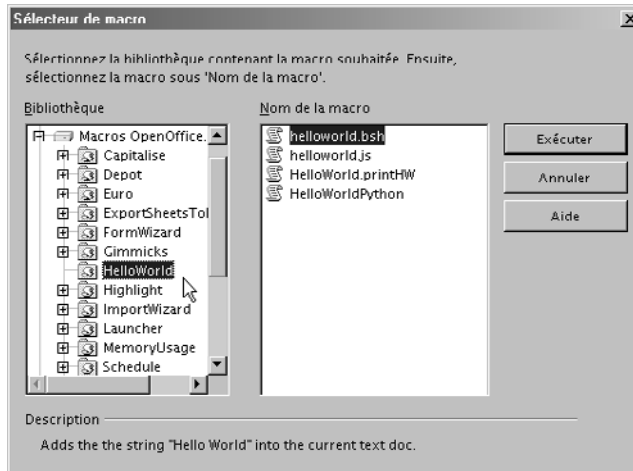 Sélecteur de macro
Sélectionnez la bibliothèque contenant la macro souhaitée. Ensuite,
sélectionnez la macro sous 'Nom de la macro'.
Bibliothèque
Nom de la macro
Macros OpenOffice.
Capitalise
Depot
Euro
ExportSheetsToI
FormWizard
Gimmicks
HelloWorld
Highlight
ImportWizard
Launcher
MemoryUsage
Schedule
helloworld.bsh
helloworld.js
HelloWorld.printHW
HelloWorldPython
Exécuter
Annuler
Aide
Description
Adds the the string "Hello World" into the current text doc.